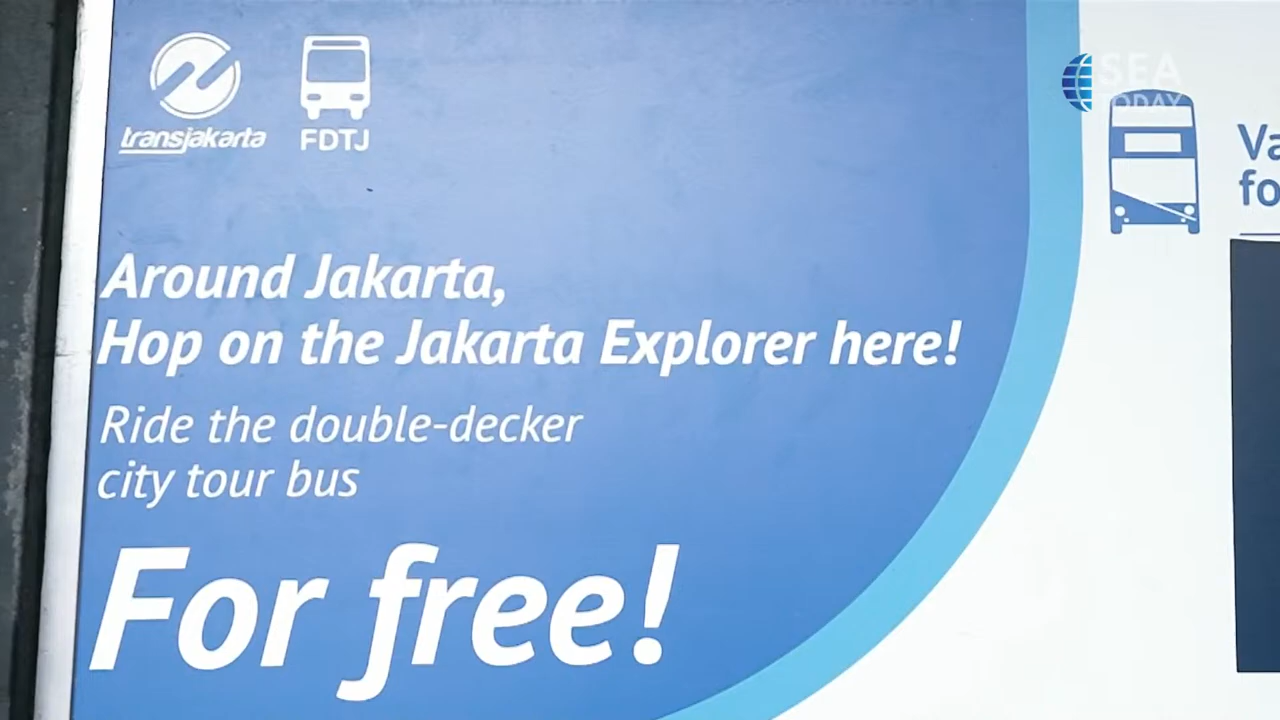 transjakarta
FDTJ
Around Jakarta,
Hop on the Jakarta Explorer here!
Ride the double-decker
city tour bus
For free!
SEA
TODAY